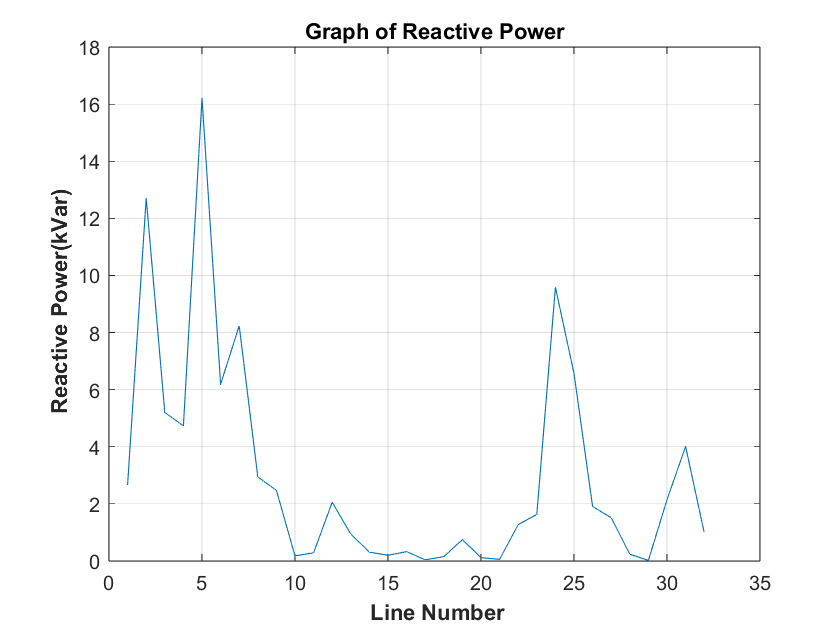 Graph of Reactive Power
18
16
14
12
10
8
6
4
2
0
Reactive Power(kVar)
0 5 10 15 20 25 30 35
Line Number